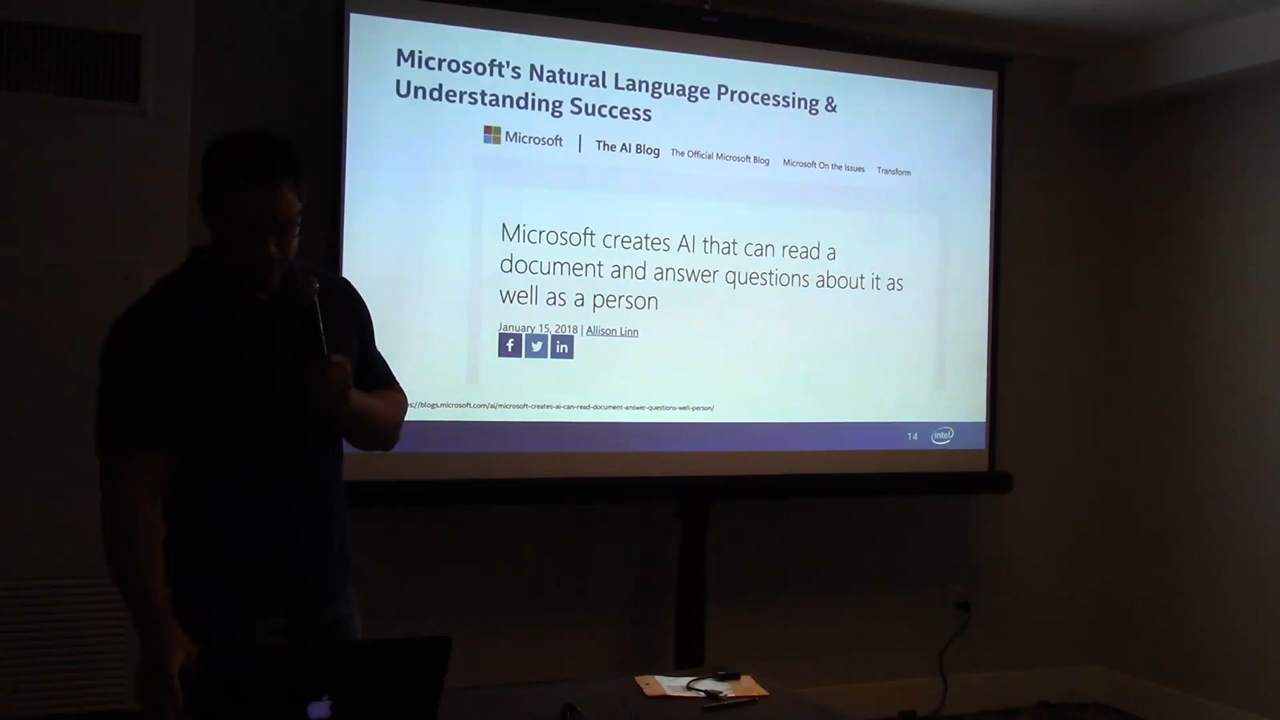 Microsoft's Natural Language Processing &
Understanding Success
Microsoft | The AI Blog The Official Microsoft Blog Microsoft On the Issues Transform
Microsoft creates AI that can read a
document and answer questions about it as
well as a person
January 15, 2018 | Allison Linn
f in
s://blogs.microsoft.com/ai/microsoft-creates-ai-can-read-document-answer-questions-well-person/
14 intel